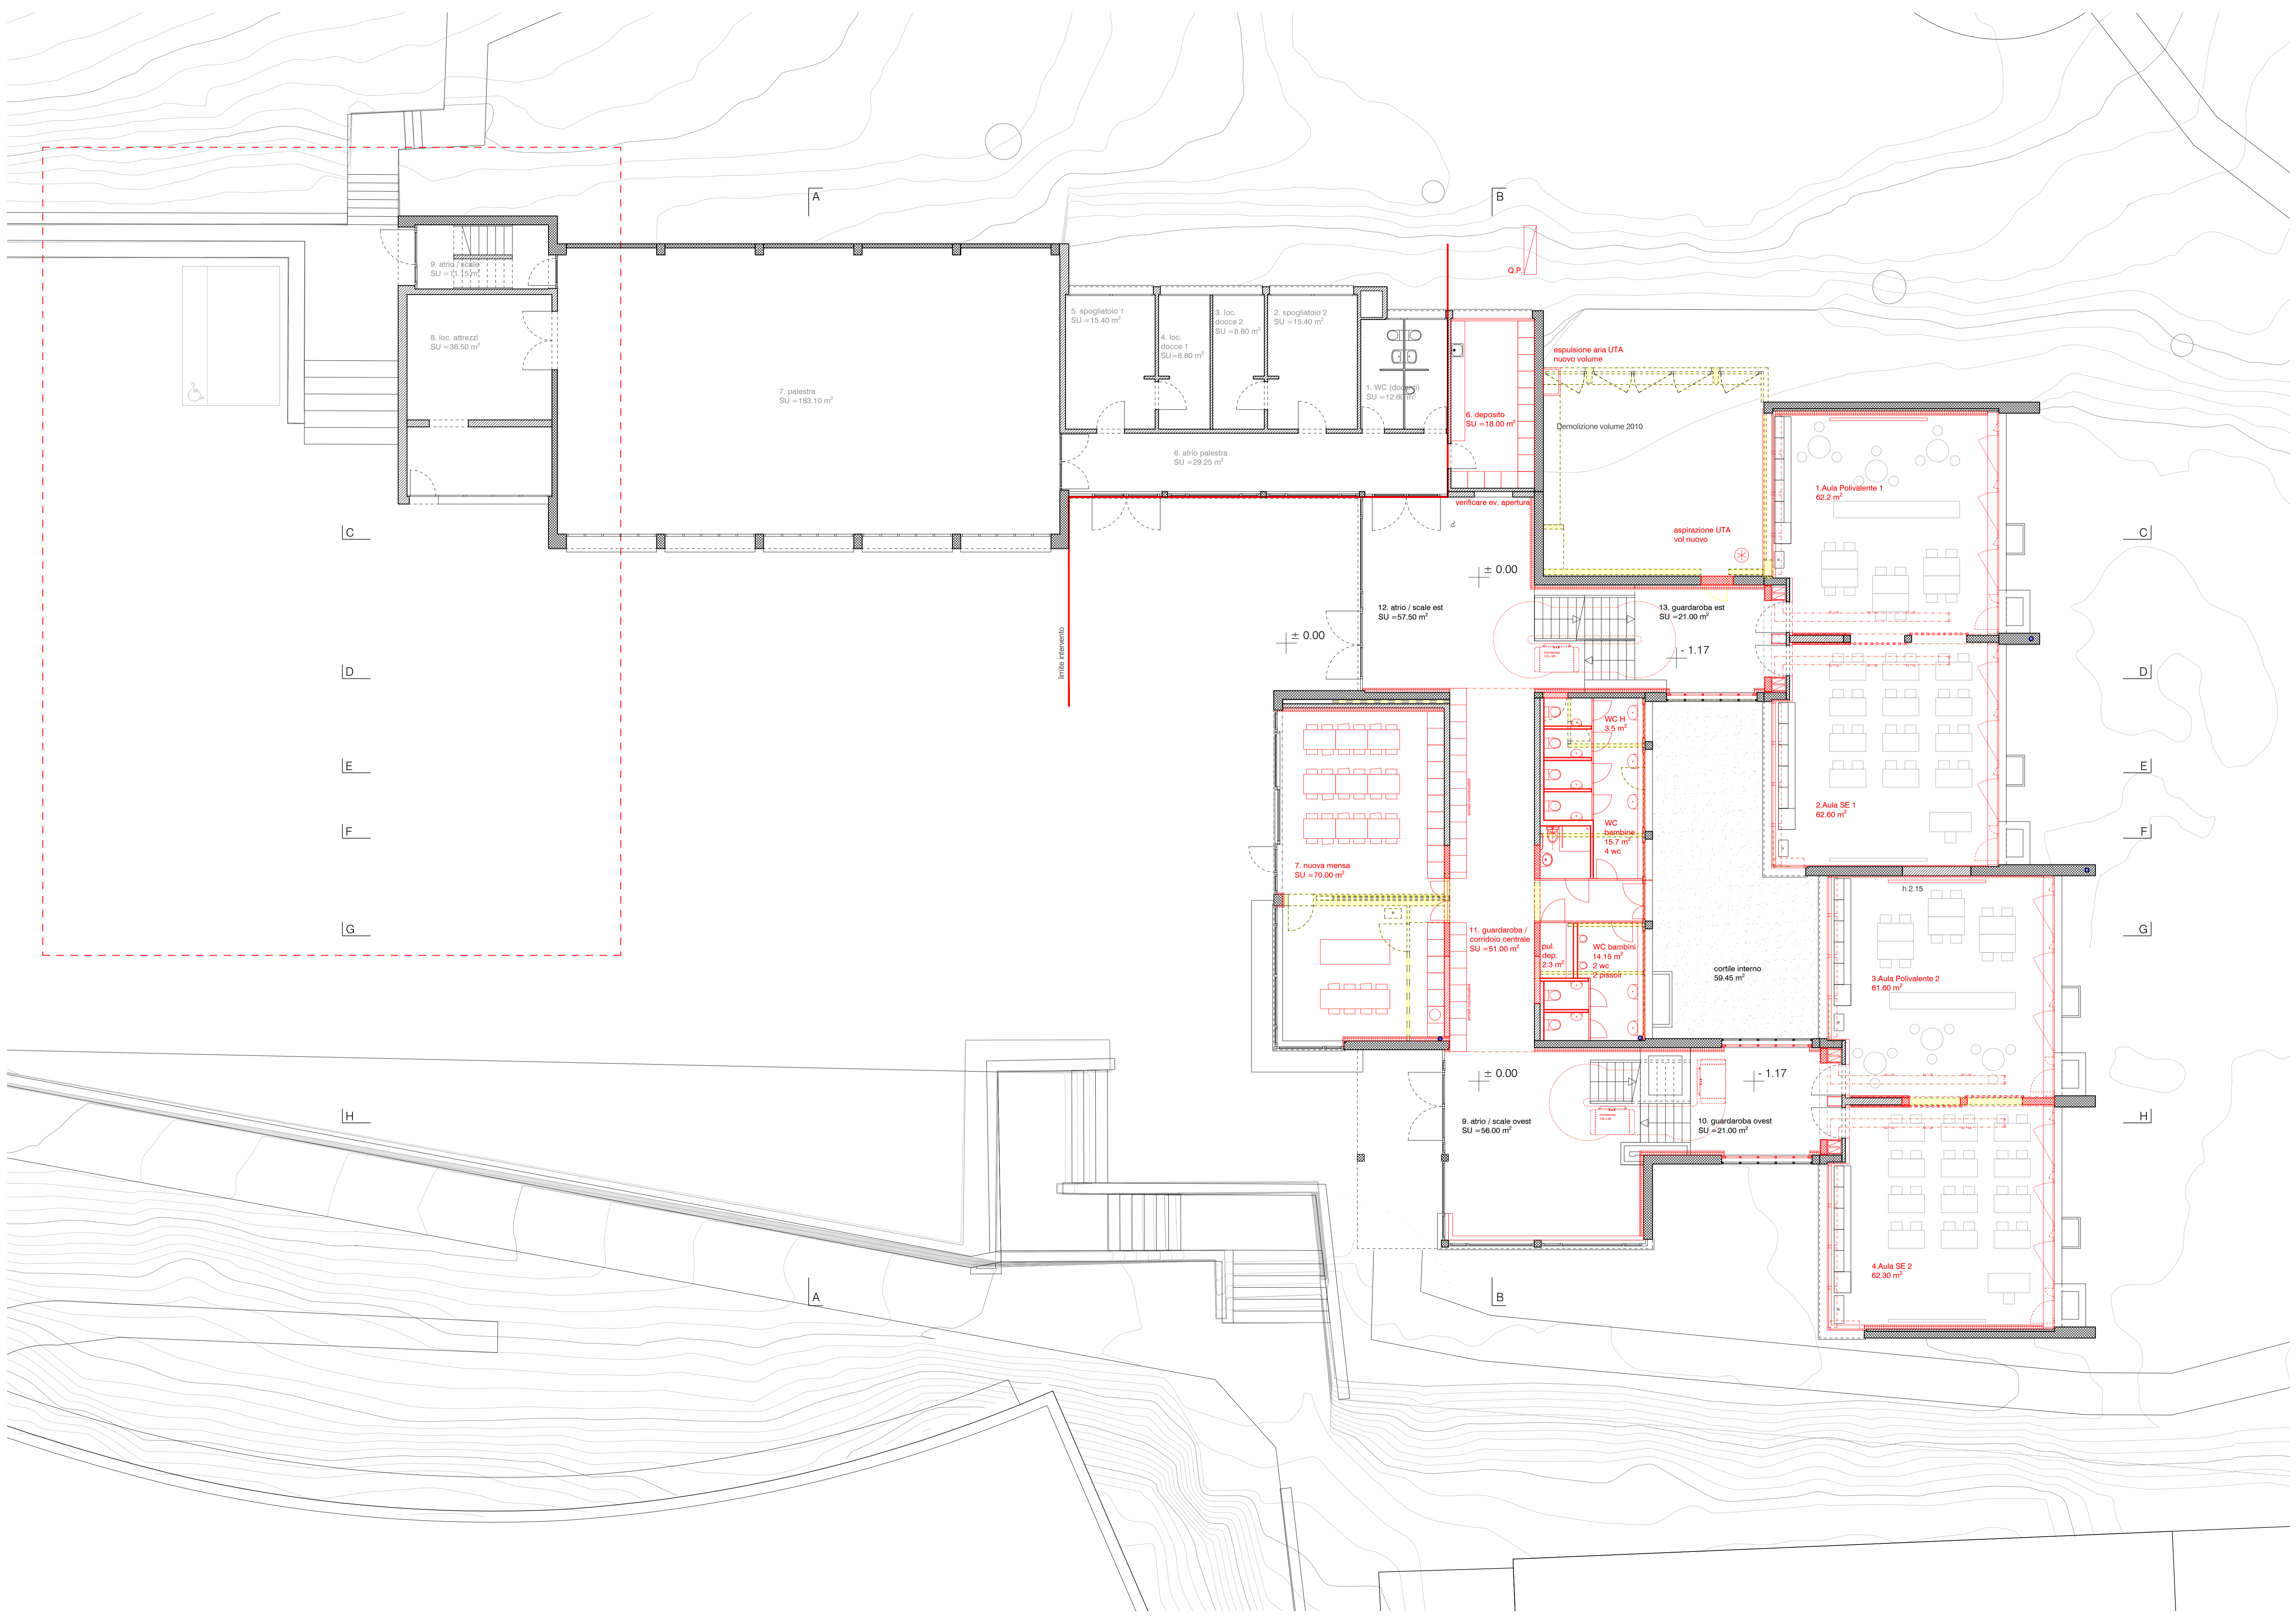 A
B
9. atrio / scale
SU =11.15 m²
Q.P.
8. loc. attrezzi
SU =36.50 m²
7. palestra
SU =183.10 m²
5. spogliatoio 1
SU =15.40 m²
4. loc.
docce 1
SU=8.80 m²
3. loc.
docce 2
SU =8.80 m²
2. spogliatoio 2
SU =15.40 m²
1. WC (docenti)
SU =12.80 m²
6. atrio palestra
SU =29.25 m²
6. deposito
SU =18.00 m²
espulsione aria UTA
nuovo volume
Demolizione volume 2010
verificare ev. apertura
d
aspirazione UTA
vol nuovo
1.Aula Polivalente 1
62.2 m²
C
C
± 0.00
± 0.00
12. atrio / scale est
SU =57.50 m²
13. guardaroba est
SU =21.00 m²
- 1.17
limite intervento
D
D
WC H
3.5 m²
E
E
2.Aula SE 1
62.60 m²
F
F
WC
bambine
15.7 m²
4 wc
7. nuova mensa
SU =70.00 m²
h 2.15
G
G
11. guardaroba /
corridoio centrale
SU =51.00 m²
pul.
dep.
2.3 m²
WC bambini
14.15 m²
2 wc
2 pissoir
cortile interno
59.45 m²
3.Aula Polivalente 2
61.60 m²
± 0.00
- 1.17
H
H
9. atrio / scale ovest
SU =56.00 m²
10. guardaroba ovest
SU =21.00 m²
4.Aula SE 2
62.30 m²
A
B